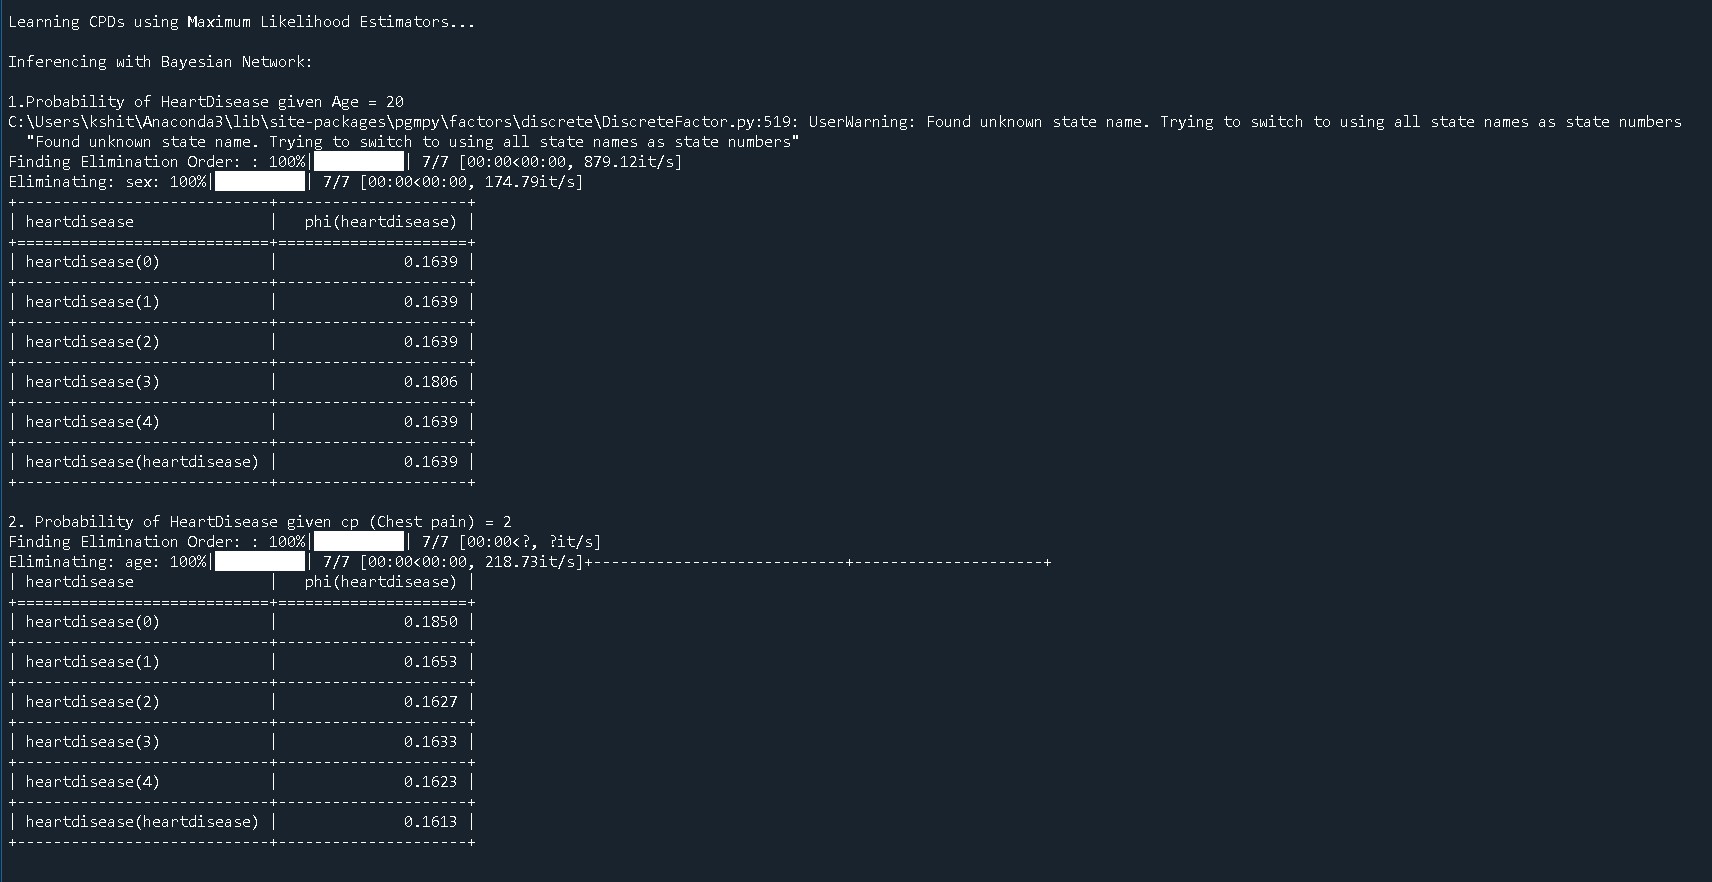 Learning CPDs using Maximum Likelihood Estimators...
Inferencing with Bayesian Network:
1.Probability of HeartDisease given Age = 20
C:\Users\kshit\Anaconda3\lib\site-packages\pgmpy\factors\discrete\DiscreteFactor.py:519: UserWarning: Found unknown state name. Trying to switch to using all state names as state numbers
  "Found unknown state name. Trying to switch to using all state names as state numbers"
Finding Elimination Order: : 100%|██████████| 7/7 [00:00<00:00, 879.12it/s]
Eliminating: sex: 100%|██████████| 7/7 [00:00<00:00, 174.79it/s]
+----------------------------+---------------------+
| heartdisease               |   phi(heartdisease) |
+============================+=====================+
| heartdisease(0)            |              0.1639 |
+----------------------------+---------------------+
| heartdisease(1)            |              0.1639 |
+----------------------------+---------------------+
| heartdisease(2)            |              0.1639 |
+----------------------------+---------------------+
| heartdisease(3)            |              0.1806 |
+----------------------------+---------------------+
| heartdisease(4)            |              0.1639 |
+----------------------------+---------------------+
| heartdisease(heartdisease) |              0.1639 |
+----------------------------+---------------------+
2. Probability of HeartDisease given cp (Chest pain) = 2
Finding Elimination Order: : 100%|██████████| 7/7 [00:00<?, ?it/s]
Eliminating: age: 100%|██████████| 7/7 [00:00<00:00, 218.73it/s]+----------------------------+---------------------+
| heartdisease               |   phi(heartdisease) |
+============================+=====================+
| heartdisease(0)            |              0.1850 |
+----------------------------+---------------------+
| heartdisease(1)            |              0.1653 |
+----------------------------+---------------------+
| heartdisease(2)            |              0.1627 |
+----------------------------+---------------------+
| heartdisease(3)            |              0.1633 |
+----------------------------+---------------------+
| heartdisease(4)            |              0.1623 |
+----------------------------+---------------------+
| heartdisease(heartdisease) |              0.1613 |
+----------------------------+---------------------+